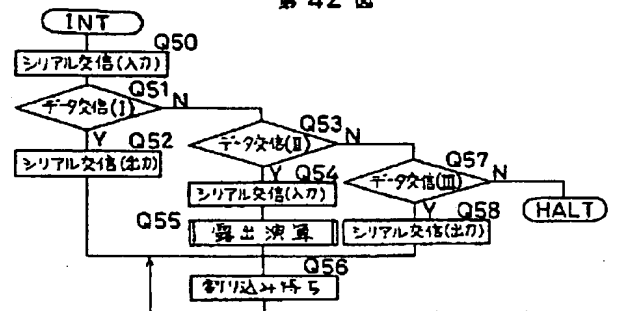 第42図
INT
Q50
シリアル交信(入力)
Q51
データ交信(I)
N
Q53
Y
Q52
データ交信(II)
N
Q57
シリアル交信(出力)
Y
Q54
データ交信(III)
N
シリアル交信(入力)
Y
Q58
HALT
Q55
露出演算
シリアル交信(出力)
Q56
割り込み待ち